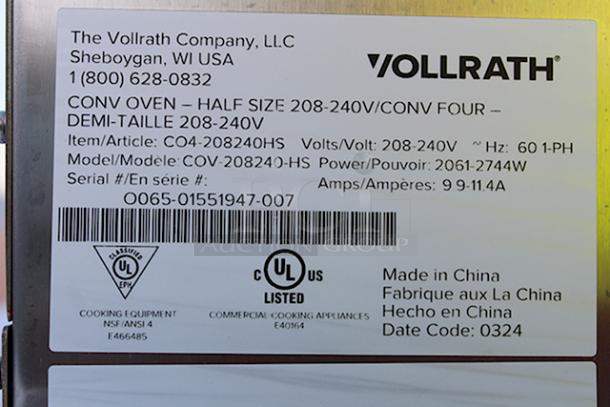 The Vollrath Company, LLC
Sheboygan, WI USA
1 (800) 628-0832
VOLLRATH®
CONV OVEN – HALF SIZE 208-240V/CONV FOUR –
DEMI-TAILLE 208-240V
Item/Article: CO4-208240HS Volts/Volt: 208-240V ~ Hz: 60 1-PH
Model/Modéle: COV-208240-HS Power/Pouvoir: 2061-2744W
Serial #/En série #: Amps/Ampères: 9.9-11.4A
O065-01551947-007
AUCTION GROUP
CLASSIFIED
UL
EPH
COOKING EQUIPMENT
NSF/ANSI 4
E466485
C UL US
LISTED
COMMERCIAL COOKING APPLIANCES
E40164
Made in China
Fabrique aux La China
Hecho en China
Date Code: 0324